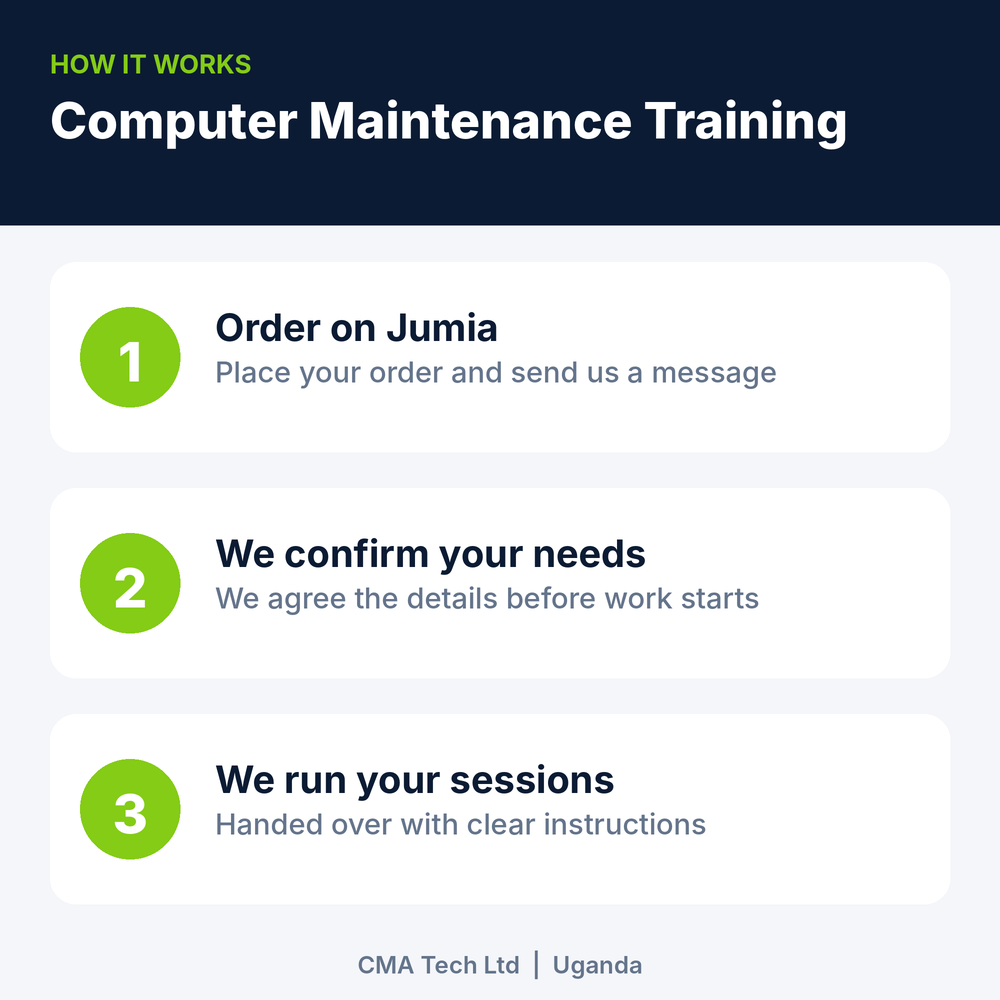 HOW IT WORKS
Computer Maintenance Training
1
Order on Jumia
Place your order and send us a message
2
We confirm your needs
We agree the details before work starts
3
We run your sessions
Handed over with clear instructions
CMA Tech Ltd | Uganda